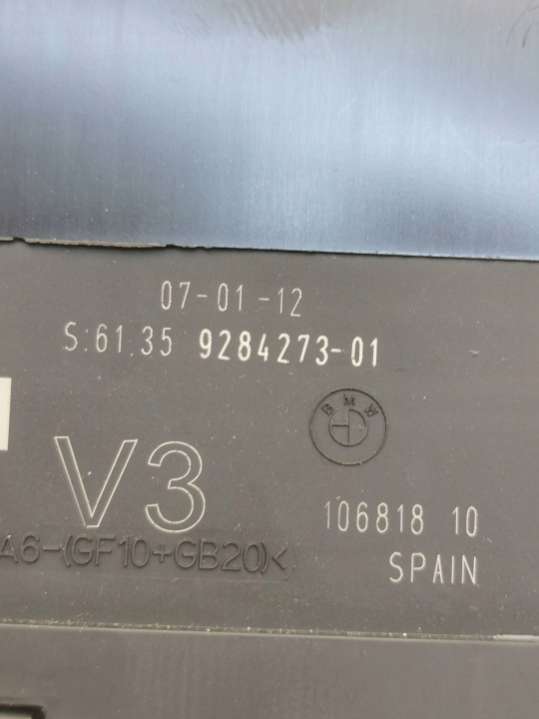 07-01-12
S:61.35 9284273-01
BMW
V3
106818 10
A6-(GF10+GB20)<
SPAIN